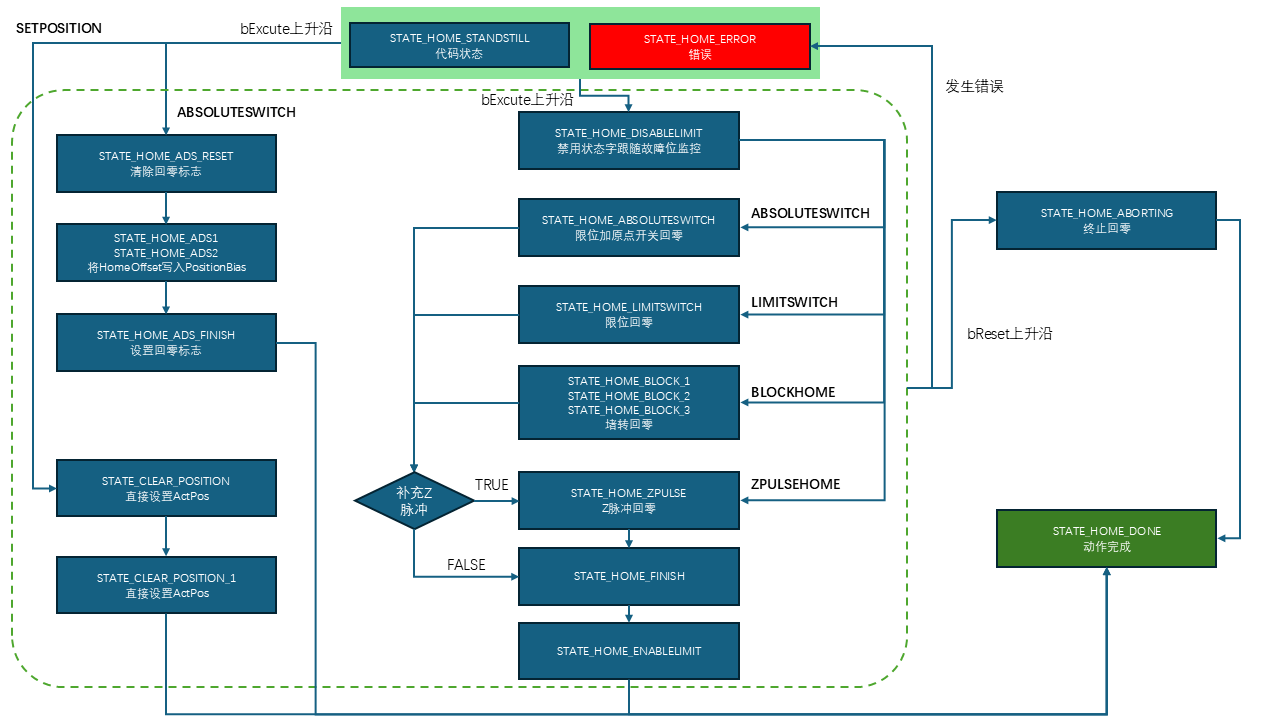 SETPOSITION
bExcute上升沿
STATE_HOME_STANDSTILL
代码状态
STATE_HOME_ERROR
错误
发生错误
bExcute上升沿
ABSOLUTESWITCH
STATE_HOME_ADS_RESET
清除回零标志
STATE_HOME_ADS1
STATE_HOME_ADS2
将HomeOffset写入PositionBias
STATE_HOME_ADS_FINISH
设置回零标志
STATE_CLEAR_POSITION
直接设置ActPos
STATE_CLEAR_POSITION_1
直接设置ActPos
STATE_HOME_DISABLELIMIT
禁用状态字跟随故障位监控
STATE_HOME_ABSOLUTESWITCH
限位加原点开关回零
ABSOLUTESWITCH
STATE_HOME_LIMITSWITCH
限位回零
LIMITSWITCH
STATE_HOME_BLOCK_1
STATE_HOME_BLOCK_2
STATE_HOME_BLOCK_3
堵转回零
BLOCKHOME
补充Z
脉冲
TRUE
FALSE
STATE_HOME_ZPULSE
Z脉冲回零
ZPULSEHOME
STATE_HOME_FINISH
STATE_HOME_ENABLELIMIT
STATE_HOME_ABORTING
终止回零
bReset上升沿
STATE_HOME_DONE
动作完成